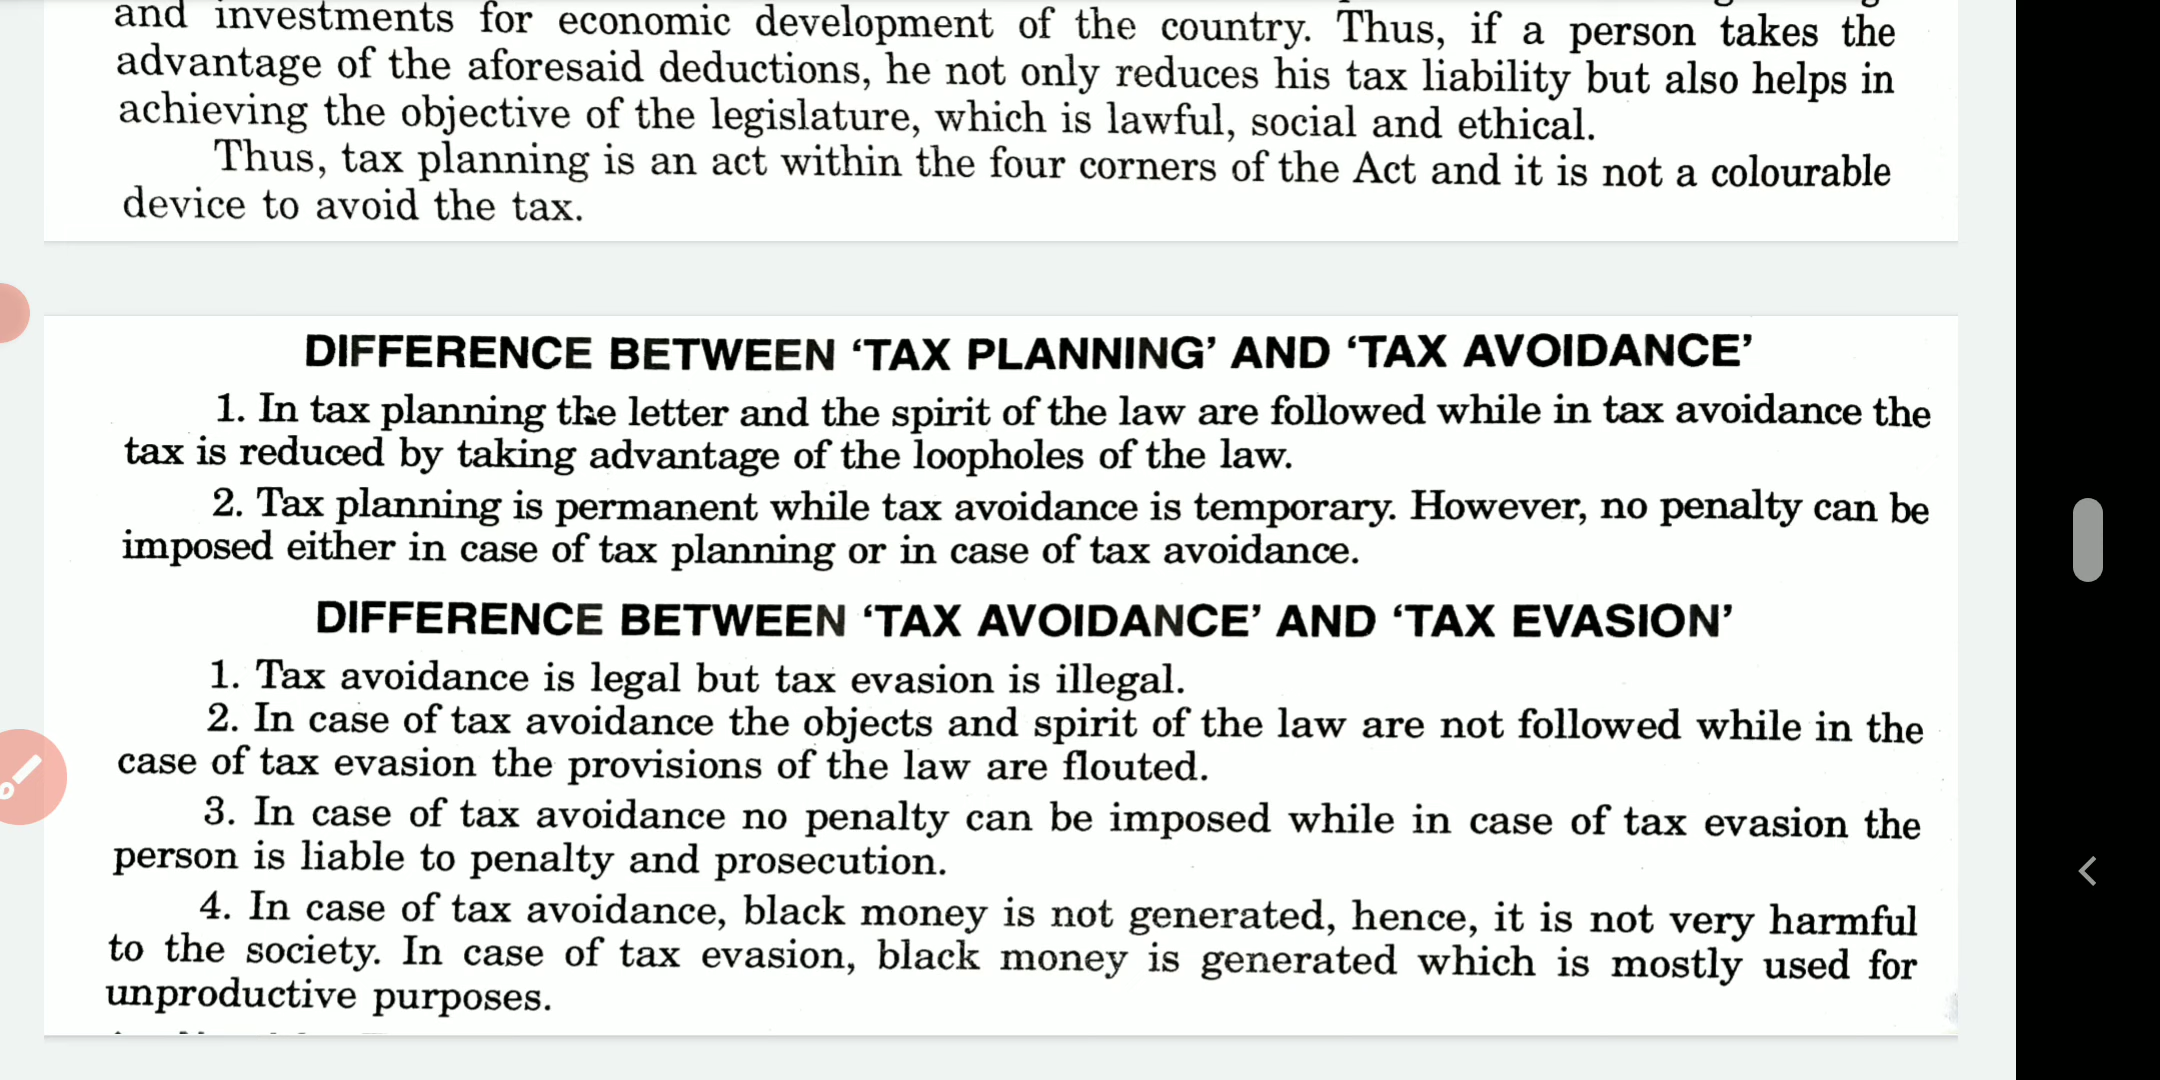 and investments for economic development of the country. Thus, if a person takes the
advantage of the aforesaid deductions, he not only reduces his tax liability but also helps in
achieving the objective of the legislature, which is lawful, social and ethical.
Thus, tax planning is an act within the four corners of the Act and it is not a colourable
device to avoid the tax.
DIFFERENCE BETWEEN ‘TAX PLANNING’ AND ‘TAX AVOIDANCE’
1. In tax planning the letter and the spirit of the law are followed while in tax avoidance the
tax is reduced by taking advantage of the loopholes of the law.
2. Tax planning is permanent while tax avoidance is temporary. However, no penalty can be
imposed either in case of tax planning or in case of tax avoidance.
DIFFERENCE BETWEEN ‘TAX AVOIDANCE’ AND ‘TAX EVASION’
1. Tax avoidance is legal but tax evasion is illegal.
2. In case of tax avoidance the objects and spirit of the law are not followed while in the
case of tax evasion the provisions of the law are flouted.
3. In case of tax avoidance no penalty can be imposed while in case of tax evasion the
person is liable to penalty and prosecution.
4. In case of tax avoidance, black money is not generated, hence, it is not very harmful
to the society. In case of tax evasion, black money is generated which is mostly used for
unproductive purposes.